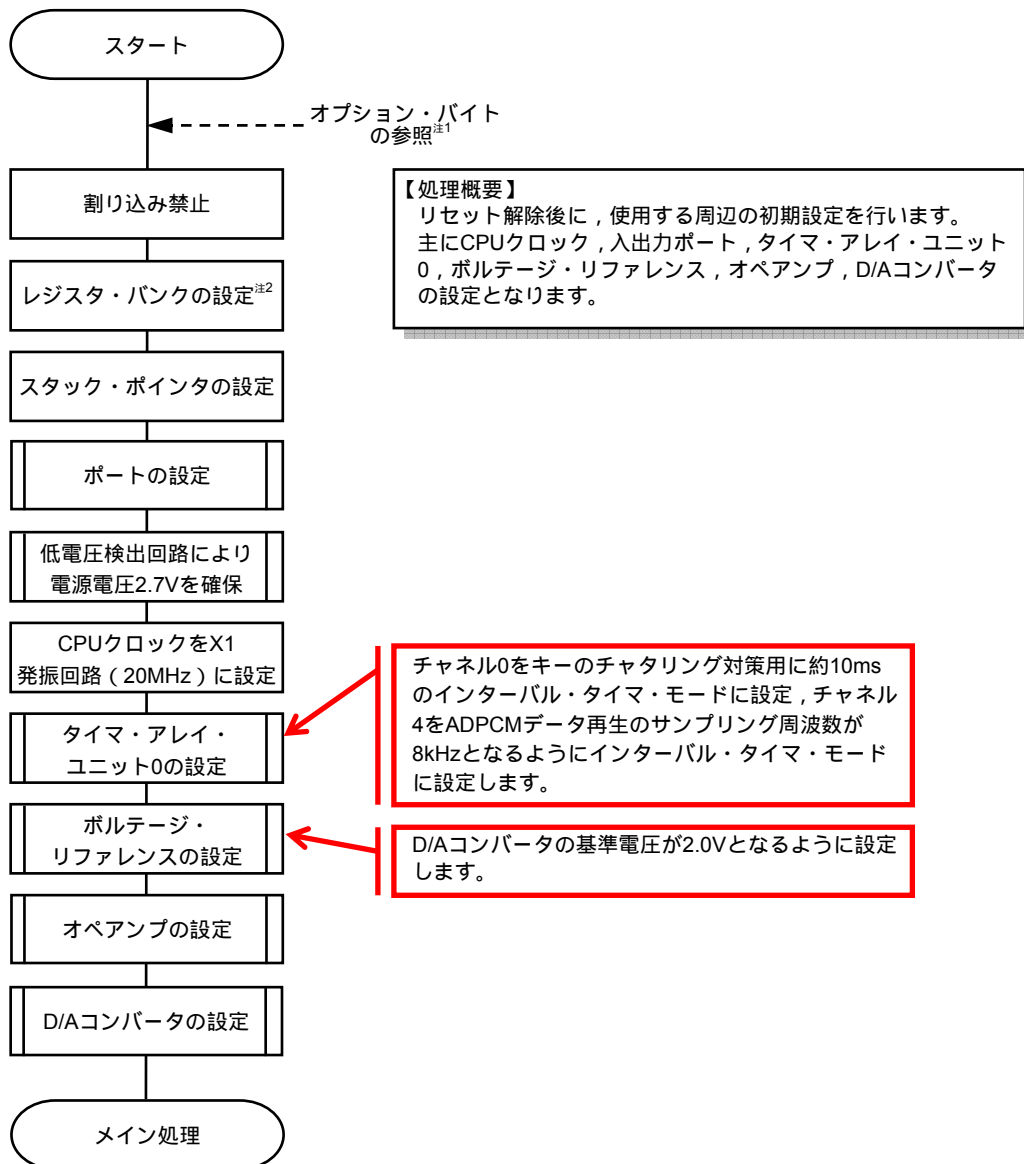 スタート
オプション・バイト
の参照注1
割り込み禁止
【処理概要】
リセット解除後に，使用する周辺の初期設定を行います。
主にCPUクロック，入出力ポート，タイマ・アレイ・ユニット
0，ボルテージ・リファレンス，オペアンプ，D/Aコンバータ
の設定となります。
レジスタ・バンクの設定注2
スタック・ポインタの設定
ポートの設定
低電圧検出回路により
電源電圧2.7Vを確保
CPUクロックをX1
発振回路（20MHz）に設定
チャネル0をキーのチャタリング対策用に約10ms
のインターバル・タイマ・モードに設定，チャネル
4をADPCMデータ再生のサンプリング周波数が
8kHzとなるようにインターバル・タイマ・モード
に設定します。
タイマ・アレイ・
ユニット0の設定
ボルテージ・
リファレンスの設定
D/Aコンバータの基準電圧が2.0Vとなるように設定
します。
オペアンプの設定
D/Aコンバータの設定
メイン処理